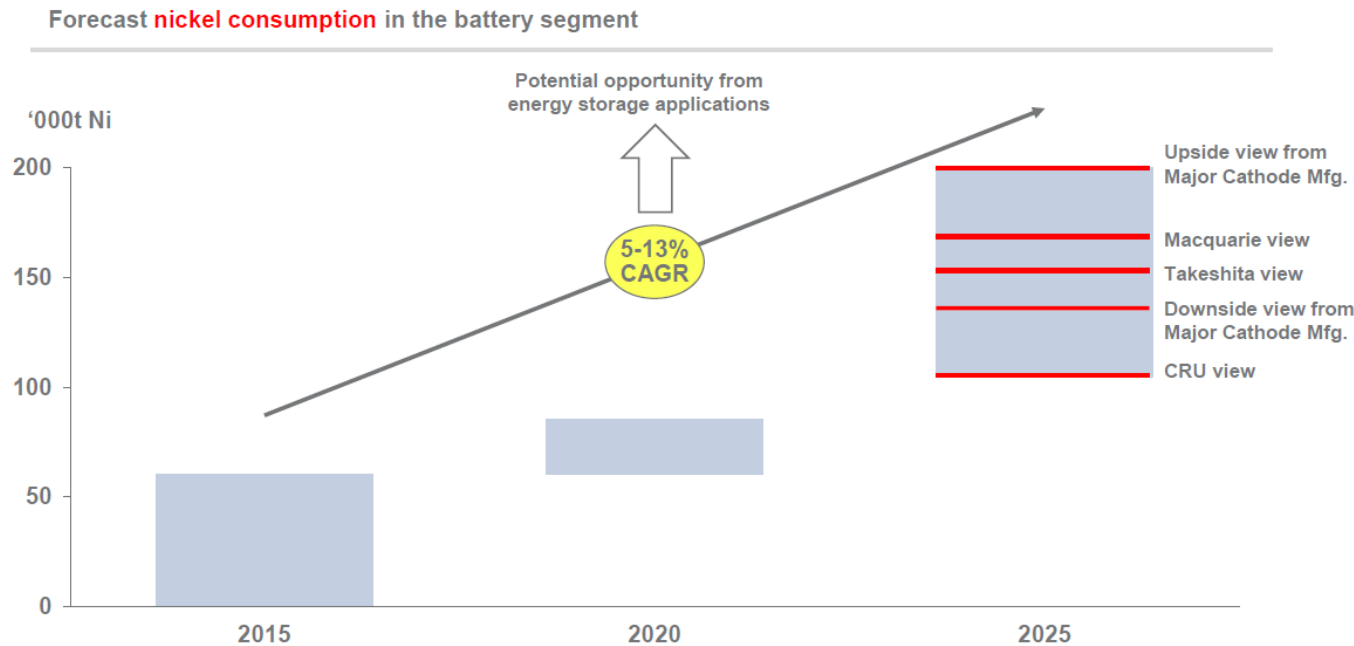 Forecast nickel consumption in the battery segment
Potential opportunity from
energy storage applications
‘000t Ni
200
150
100
50
0
5-13%
CAGR
Upside view from
Major Cathode Mfg.
Macquarie view
Takeshita view
Downside view from
Major Cathode Mfg.
CRU view
2015
2020
2025